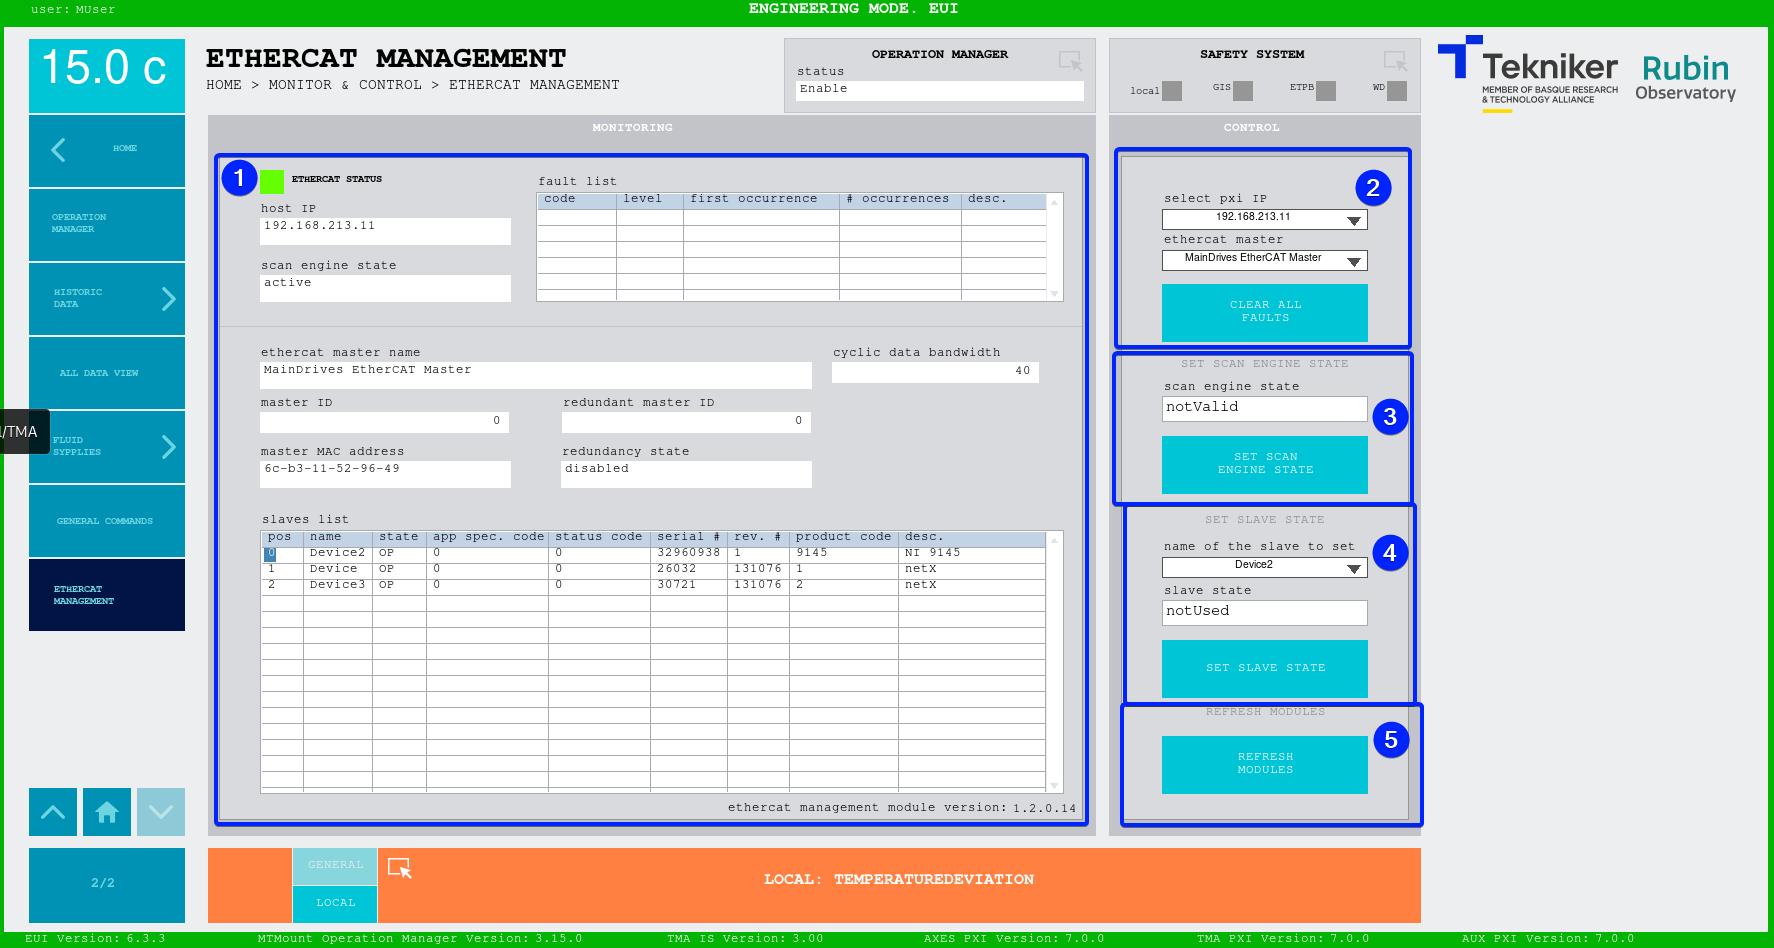 user: MUser
ENGINEERING MODE. EUI
15.0 c
ETHERCAT MANAGEMENT
HOME > MONITOR & CONTROL > ETHERCAT MANAGEMENT
OPERATION MANAGER
status
Enable
SAFETY SYSTEM
local GIS ETPB WD
Tekniker
MEMBER OF BASQUE RESEARCH
& TECHNOLOGY ALLIANCE
Rubin
Observatory
HOME
OPERATION
MANAGER
HISTORIC
DATA
ALL DATA VIEW
/TMA
FLUID
SYPPLIES
GENERAL COMMANDS
ETHERCAT
MANAGEMENT
2/2
MONITORING
1
ETHERCAT STATUS
host IP
192.168.213.11
scan engine state
active
fault list
code level first occurrence # occurrences desc.
ethercat master name
MainDrives EtherCAT Master
cyclic data bandwidth
40
master ID
0
redundant master ID
0
master MAC address
6c-b3-11-52-96-49
redundancy state
disabled
slaves list
pos name state app spec. code status code serial # rev. # product code desc.
0 Device2 OP 0 0 32960938 1 9145 NI 9145
1 Device OP 0 0 26032 131076 1 netX
2 Device3 OP 0 0 30721 131076 2 netX
ethercat management module version: 1.2.0.14
CONTROL
2
select pxi IP
192.168.213.11
ethercat master
MainDrives EtherCAT Master
CLEAR ALL
FAULTS
SET SCAN ENGINE STATE
scan engine state
notValid
3
SET SCAN
ENGINE STATE
SET SLAVE STATE
name of the slave to set
4
Device2
slave state
notUsed
SET SLAVE STATE
REFRESH MODULES
5
REFRESH
MODULES
GENERAL
LOCAL
LOCAL: TEMPERATUREDEVIATION
EUI Version: 6.3.3
MTMount Operation Manager Version: 3.15.0
TMA IS Version: 3.00
AXES PXI Version: 7.0.0
TMA PXI Version: 7.0.0
AUX PXI Version: 7.0.0